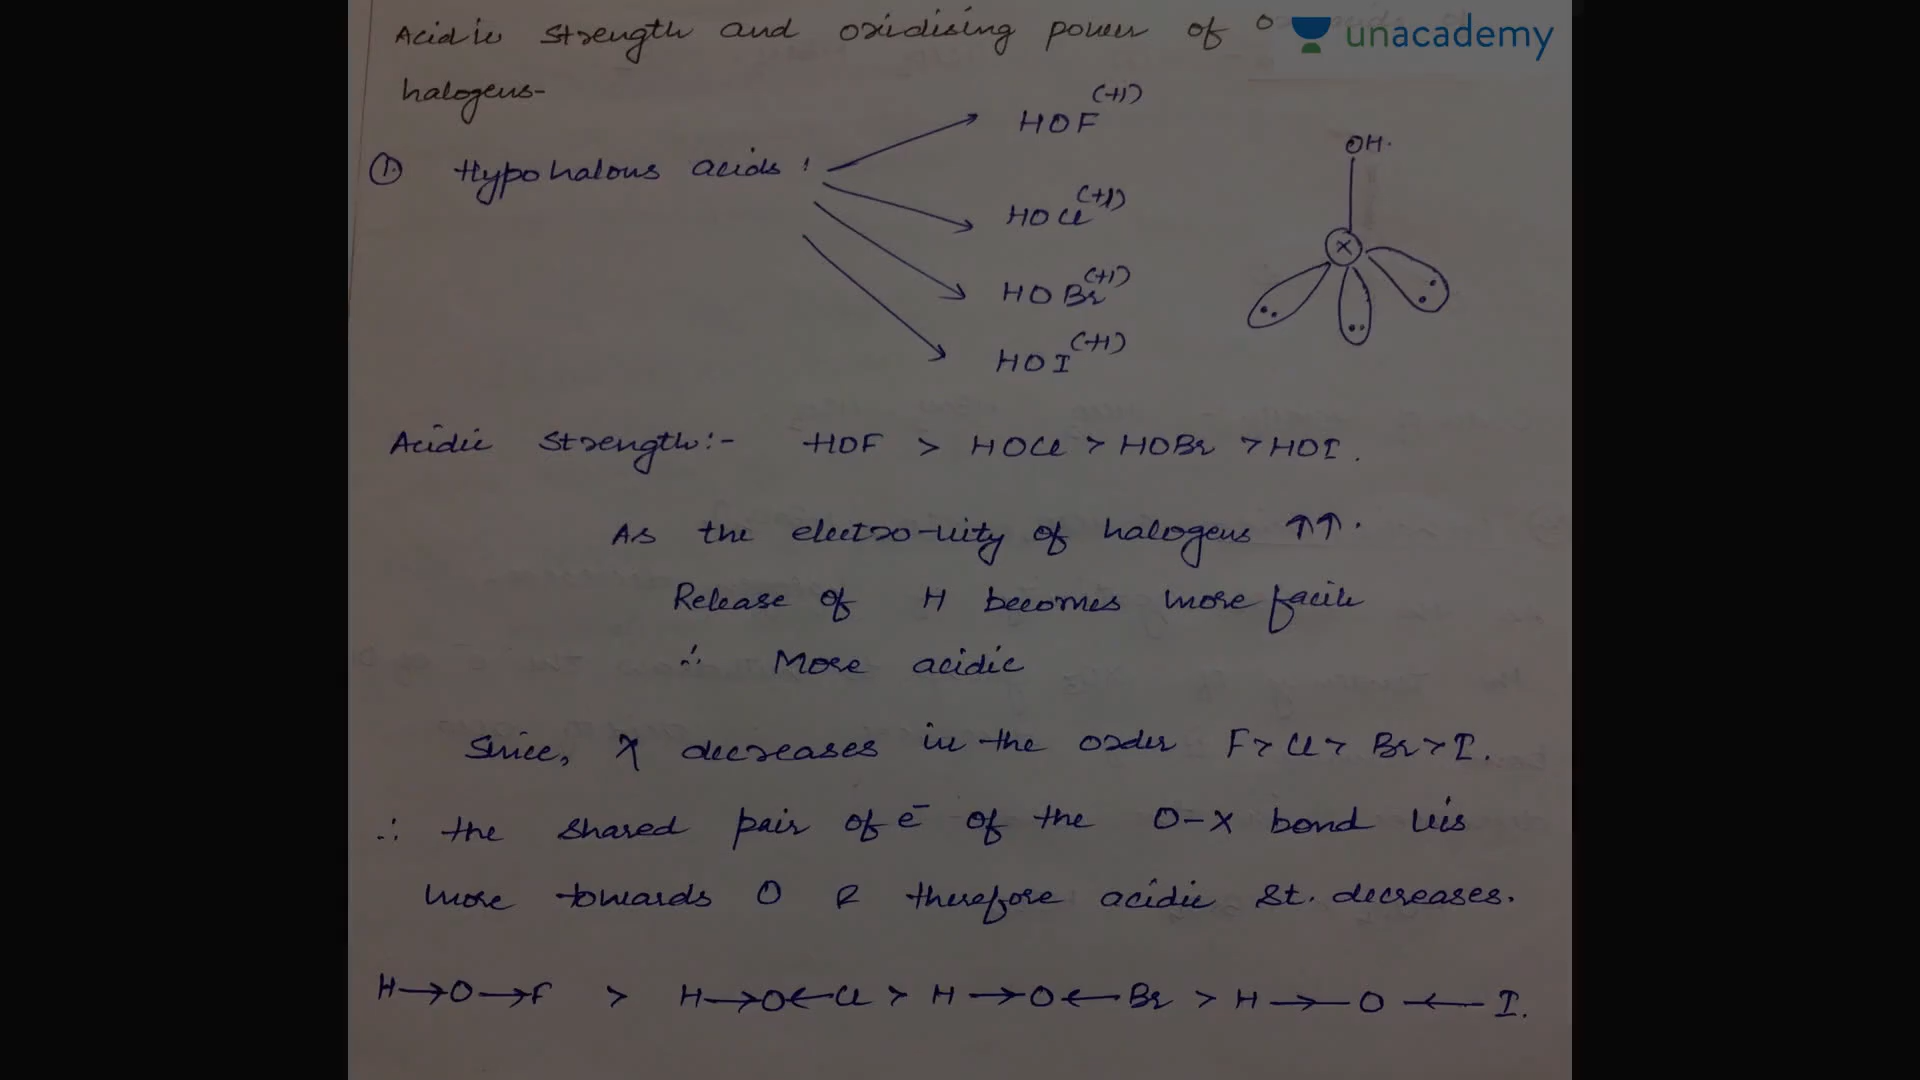 Acidic strength and oxidising power of O
unacademy
halogens-
HOF (+1)
① Hypohalous acids :
HOCl (+1)
HOBr (+1)
HOI (+1)
OH.
X
Acidic strength:- HOF > HOCl > HOBr > HOI.
As the electro-vity of halogens ↑↑.
Release of H becomes more facile
∴ More acidic
Since, X decreases in the order F > Cl > Br > I.
∴ the shared pair of e⁻ of the O-X bond lies
more towards O & therefore acidic st. decreases.
H→O→F > H→O←Cl > H→O←Br > H→O←I.